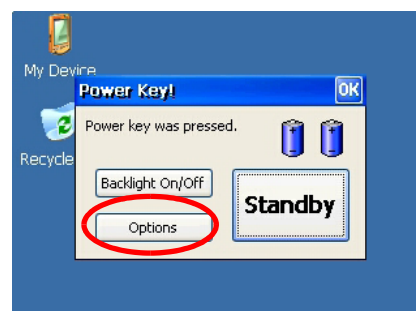 My Device
Power Key!
OK
Power key was pressed.
Recycle
Backlight On/Off
Standby
Options